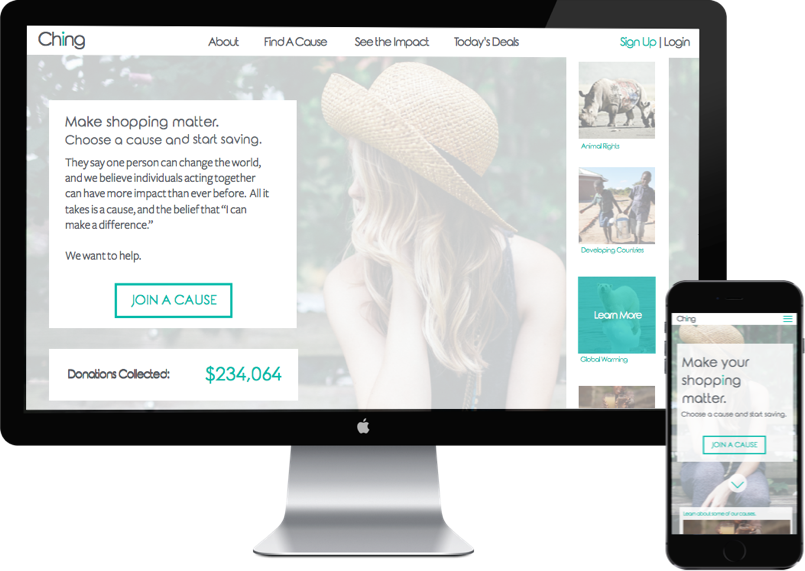 Ching
About
Find A Cause
See the Impact
Today's Deals
Sign Up | Login
Make shopping matter.
Choose a cause and start saving.
They say one person can change the world,
and we believe individuals acting together
can have more impact than ever before. All it
takes is a cause, and the belief that “I can
make a difference.”
We want to help.
JOIN A CAUSE
Donations Collected:
$234,064
Animal Rights
Developing Countries
Learn More
Global Warming
Ching
Make your
shopping
matter.
Choose a cause and start saving.
JOIN A CAUSE
Learn about some of our causes.